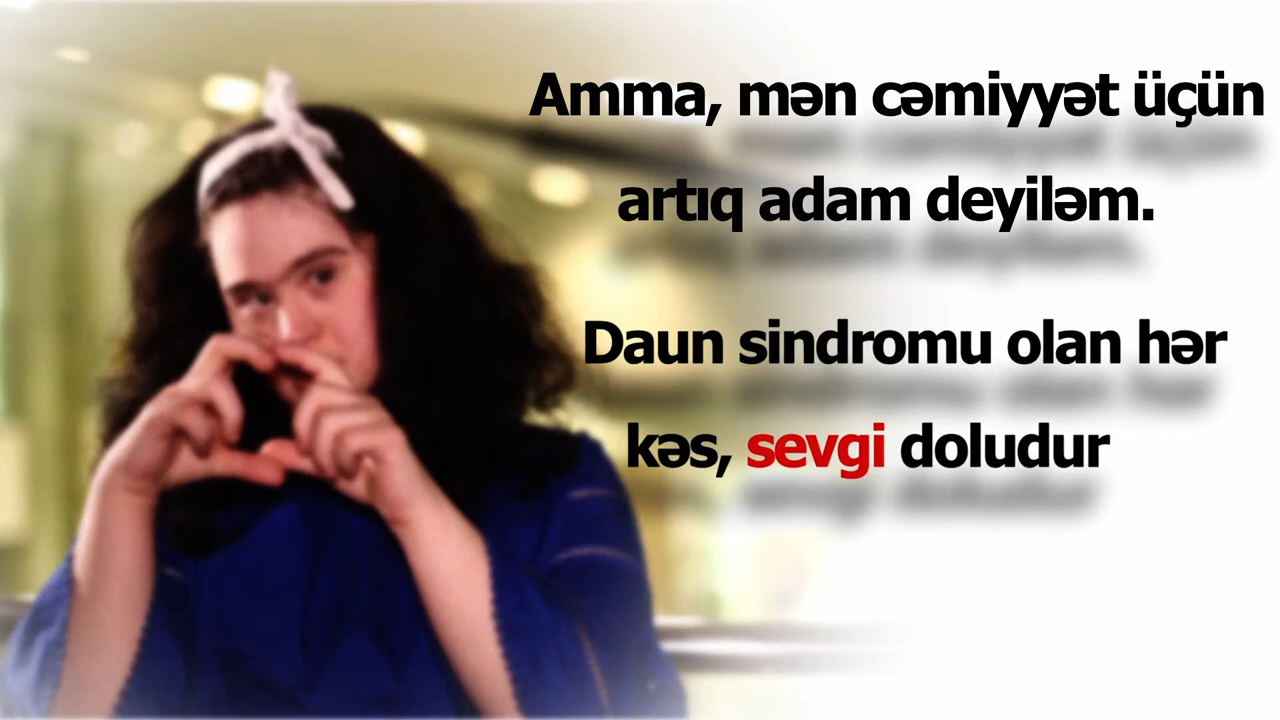 Amma, mən cəmiyyət üçün
artıq adam deyiləm.
Daun sindromu olan hər
kəs, sevgi doludur